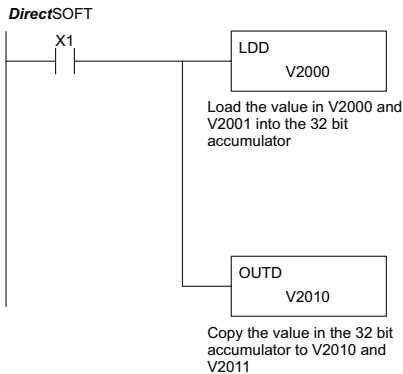 DirectSOFT
X1
LDD
V2000
Load the value in V2000 and
V2001 into the 32 bit
accumulator
OUTD
V2010
Copy the value in the 32 bit
accumulator to V2010 and
V2011